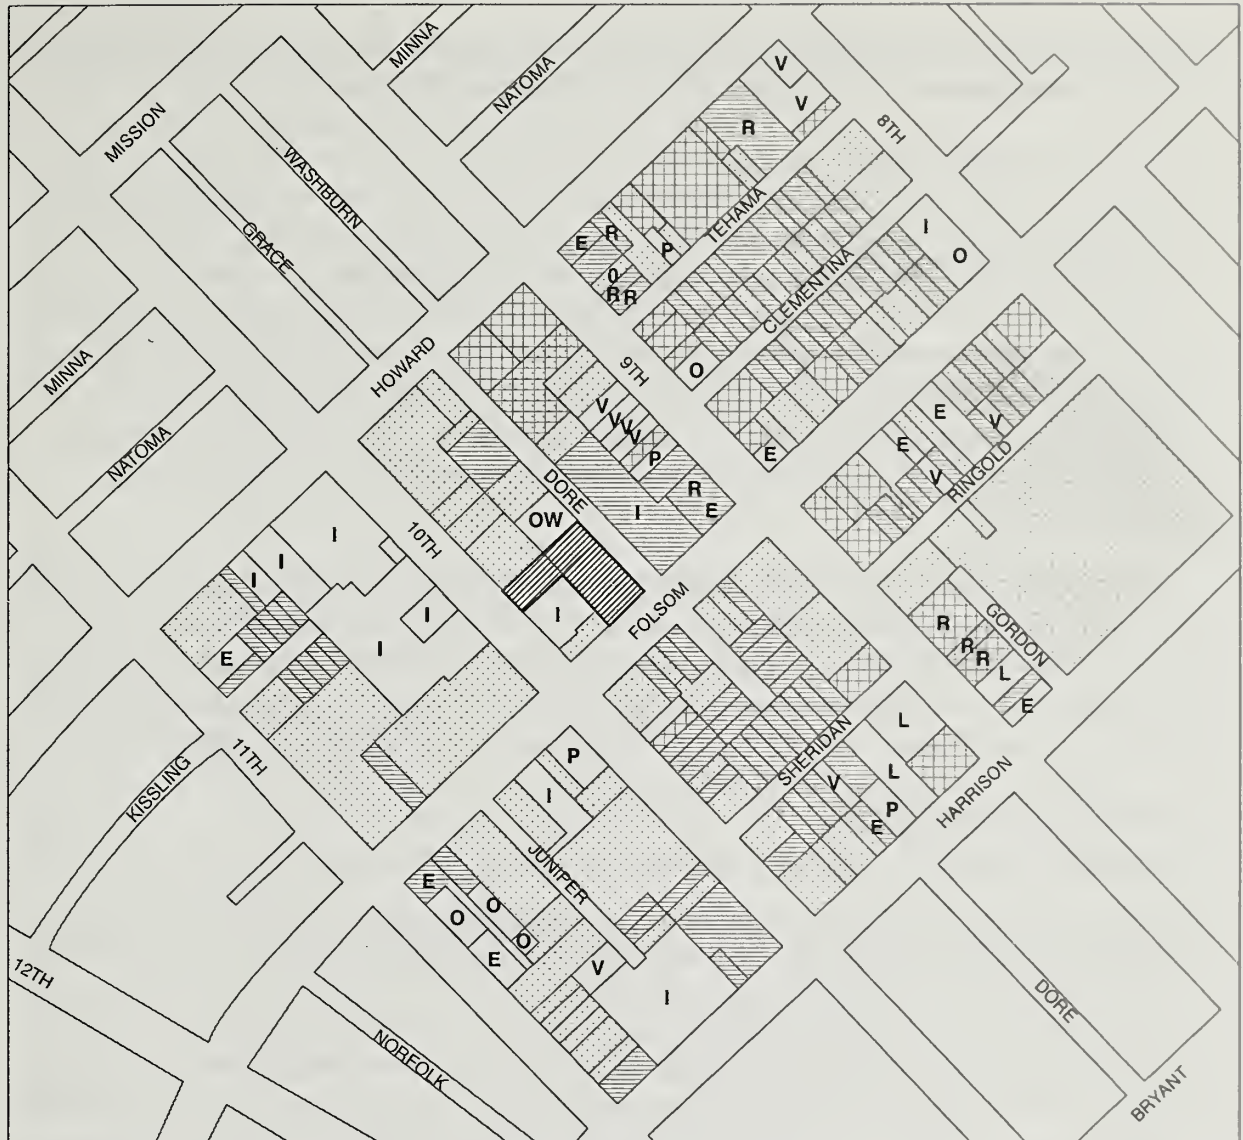 MINNA
NATOMA
MISSION
WASHBURN
GRACE
V
V
R
8TH
TEHAMA
E
R
P
0
R
R
I
O
CLEMENTINA
HOWARD
9TH
O
MINNA
NATOMA
V
V
V
V
P
E
E
E
V
V
RINGOLD
DORE
R
E
I
OW
10TH
I
I
I
I
I
I
E
FOLSOM
GORDON
R
R
R
L
E
SHERIDAN
L
L
V
P
E
HARRISON
KISSLING
11TH
P
I
JUNIPER
E
O
O
O
E
V
I
12TH
NORFOLK
DORE
BRYANT